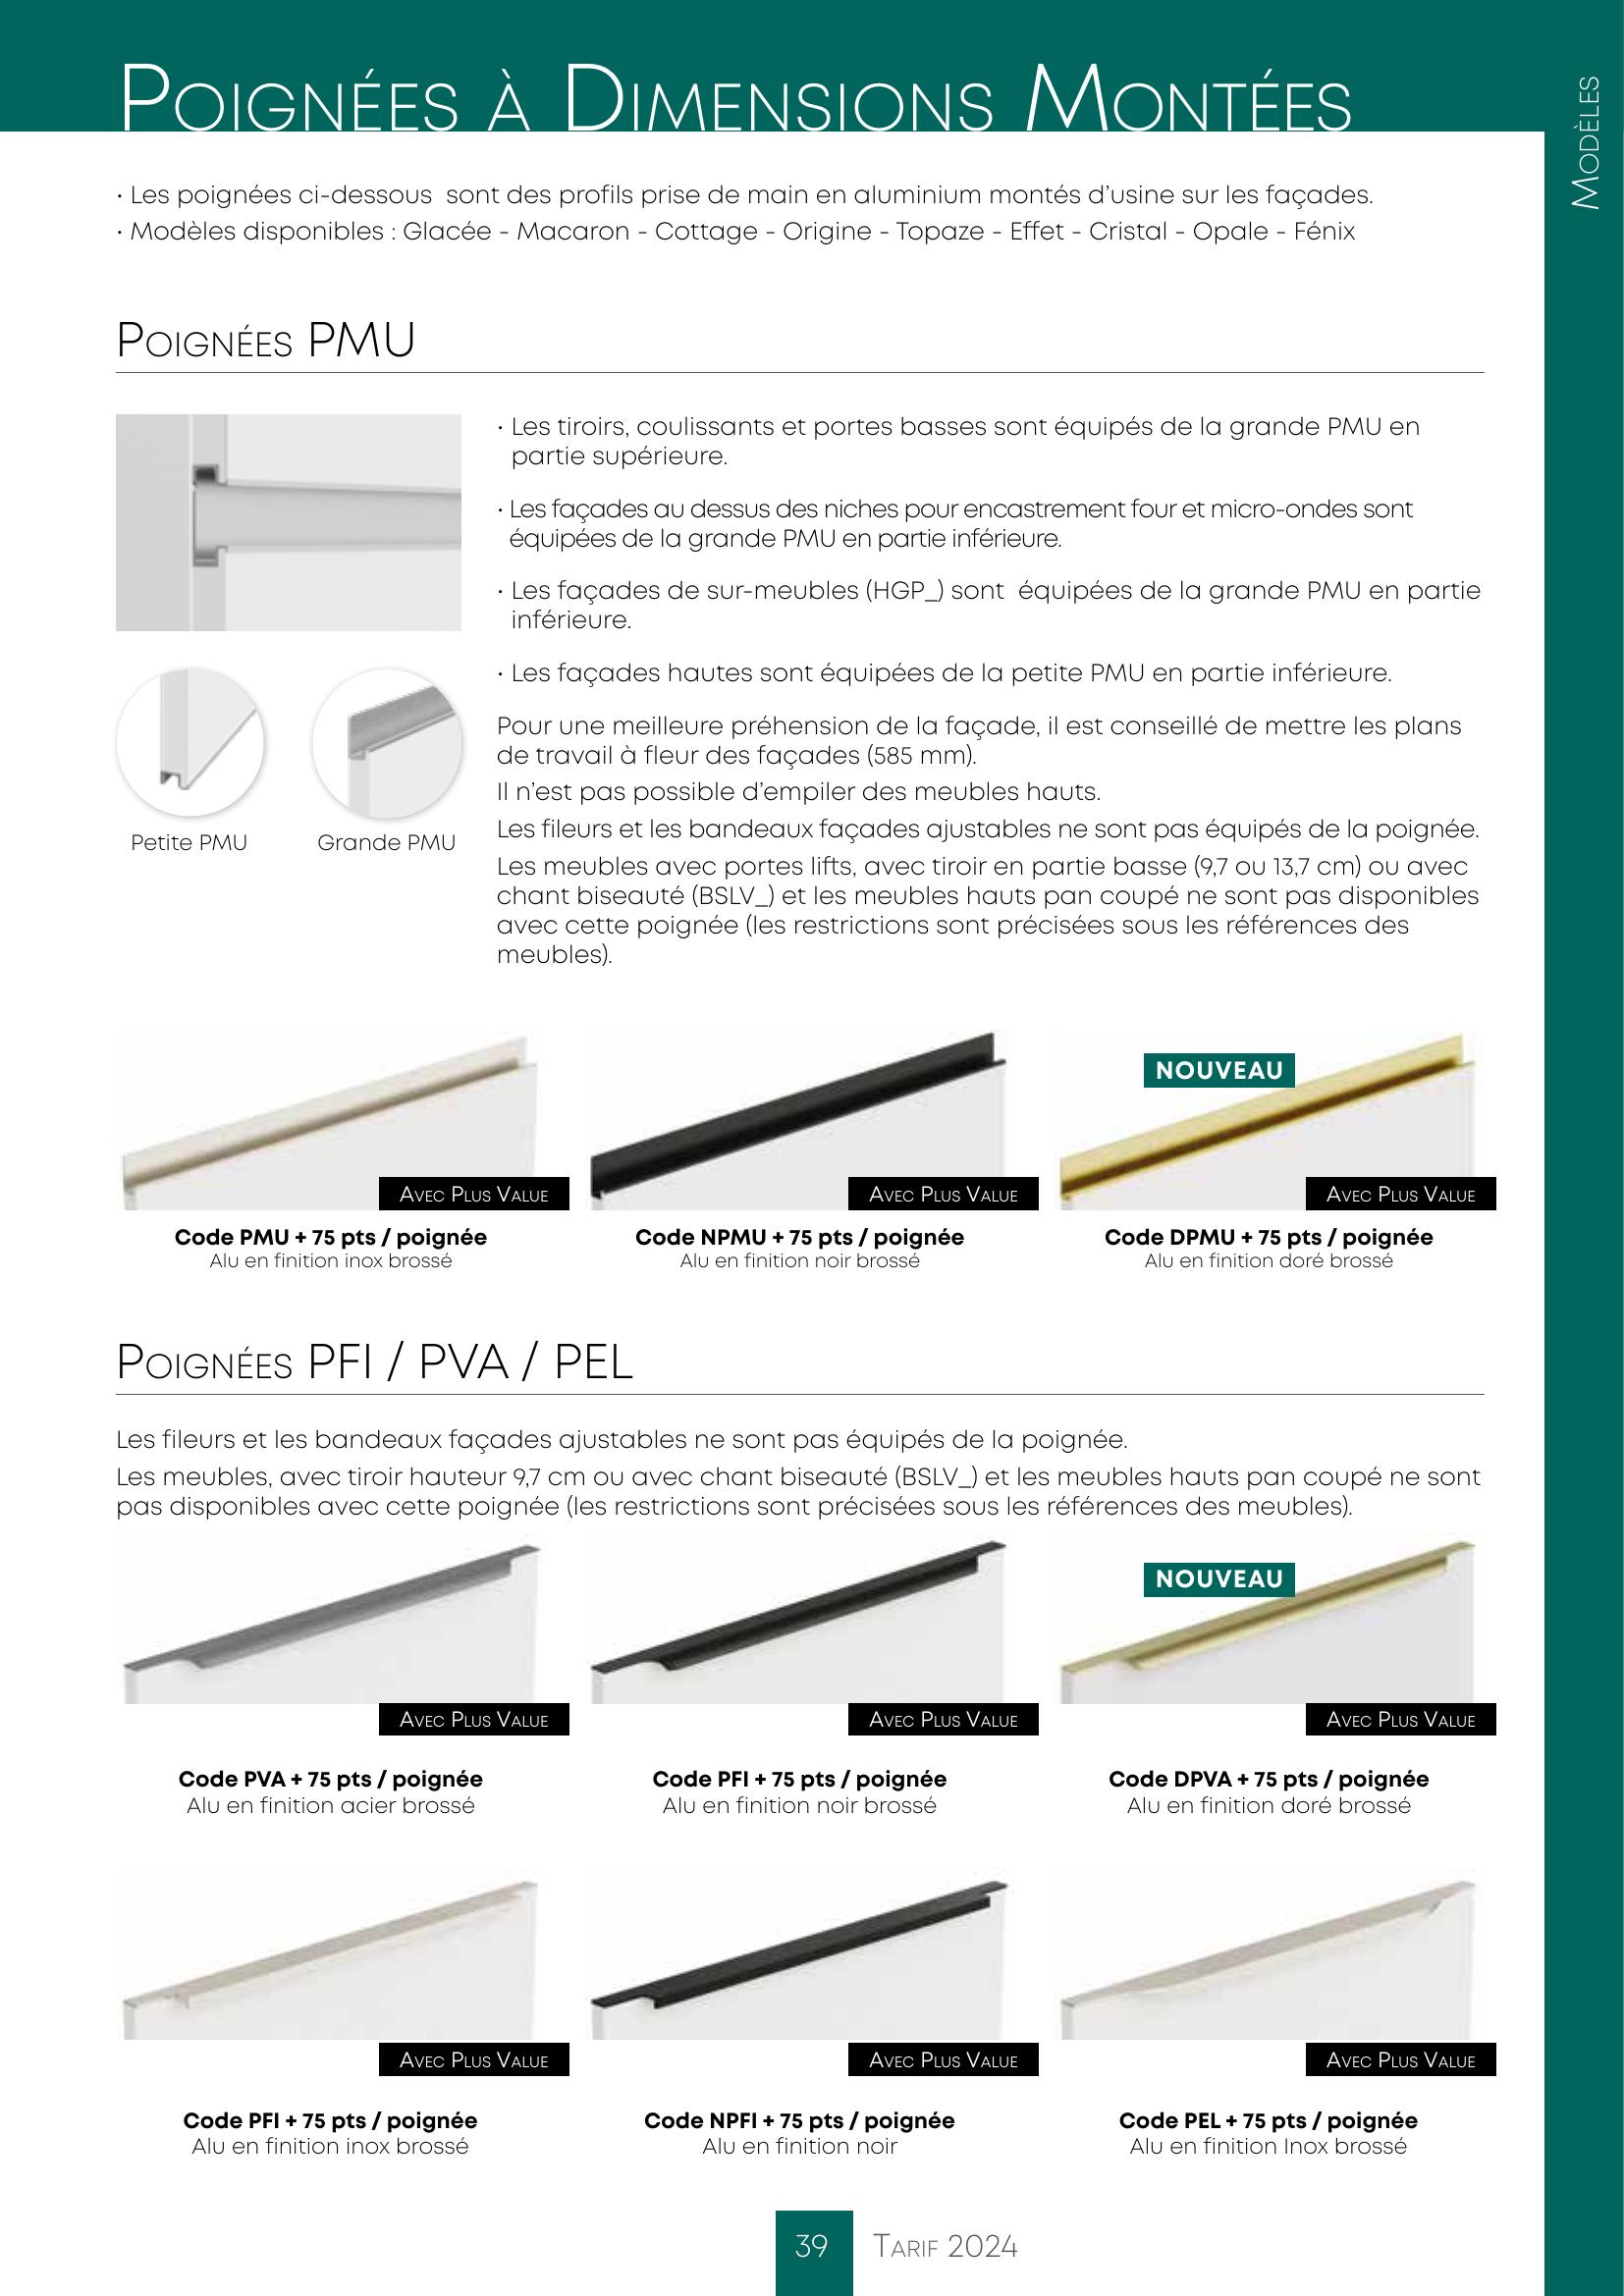 Poignées à Dimensions Montées
Modèles
· Les poignées ci-dessous  sont des profils prise de main en aluminium montés d’usine sur les façades.
· Modèles disponibles : Glacée - Macaron - Cottage - Origine - Topaze - Effet - Cristal - Opale - Fénix
Poignées PMU
· Les tiroirs, coulissants et portes basses sont équipés de la grande PMU en
partie supérieure.
· Les façades au dessus des niches pour encastrement four et micro-ondes sont
équipées de la grande PMU en partie inférieure.
· Les façades de sur-meubles (HGP_) sont  équipées de la grande PMU en partie
inférieure.
· Les façades hautes sont équipées de la petite PMU en partie inférieure.
Pour une meilleure préhension de la façade, il est conseillé de mettre les plans
de travail à fleur des façades (585 mm).
Il n’est pas possible d’empiler des meubles hauts.
Les fileurs et les bandeaux façades ajustables ne sont pas équipés de la poignée.
Les meubles avec portes lifts, avec tiroir en partie basse (9,7 ou 13,7 cm) ou avec
chant biseauté (BSLV_) et les meubles hauts pan coupé ne sont pas disponibles
avec cette poignée (les restrictions sont précisées sous les références des
meubles).
Petite PMU
Grande PMU
NOUVEAU
Avec Plus Value
Avec Plus Value
Avec Plus Value
Code PMU + 75 pts / poignée
Alu en finition inox brossé
Code NPMU + 75 pts / poignée
Alu en finition noir brossé
Code DPMU + 75 pts / poignée
Alu en finition doré brossé
Poignées PFI / PVA / PEL
Les fileurs et les bandeaux façades ajustables ne sont pas équipés de la poignée.
Les meubles, avec tiroir hauteur 9,7 cm ou avec chant biseauté (BSLV_) et les meubles hauts pan coupé ne sont
pas disponibles avec cette poignée (les restrictions sont précisées sous les références des meubles).
NOUVEAU
Avec Plus Value
Avec Plus Value
Avec Plus Value
Code PVA + 75 pts / poignée
Alu en finition acier brossé
Code PFI + 75 pts / poignée
Alu en finition noir brossé
Code DPVA + 75 pts / poignée
Alu en finition doré brossé
Avec Plus Value
Avec Plus Value
Avec Plus Value
Code PFI + 75 pts / poignée
Alu en finition inox brossé
Code NPFI + 75 pts / poignée
Alu en finition noir
Code PEL + 75 pts / poignée
Alu en finition Inox brossé
39
Tarif 2024